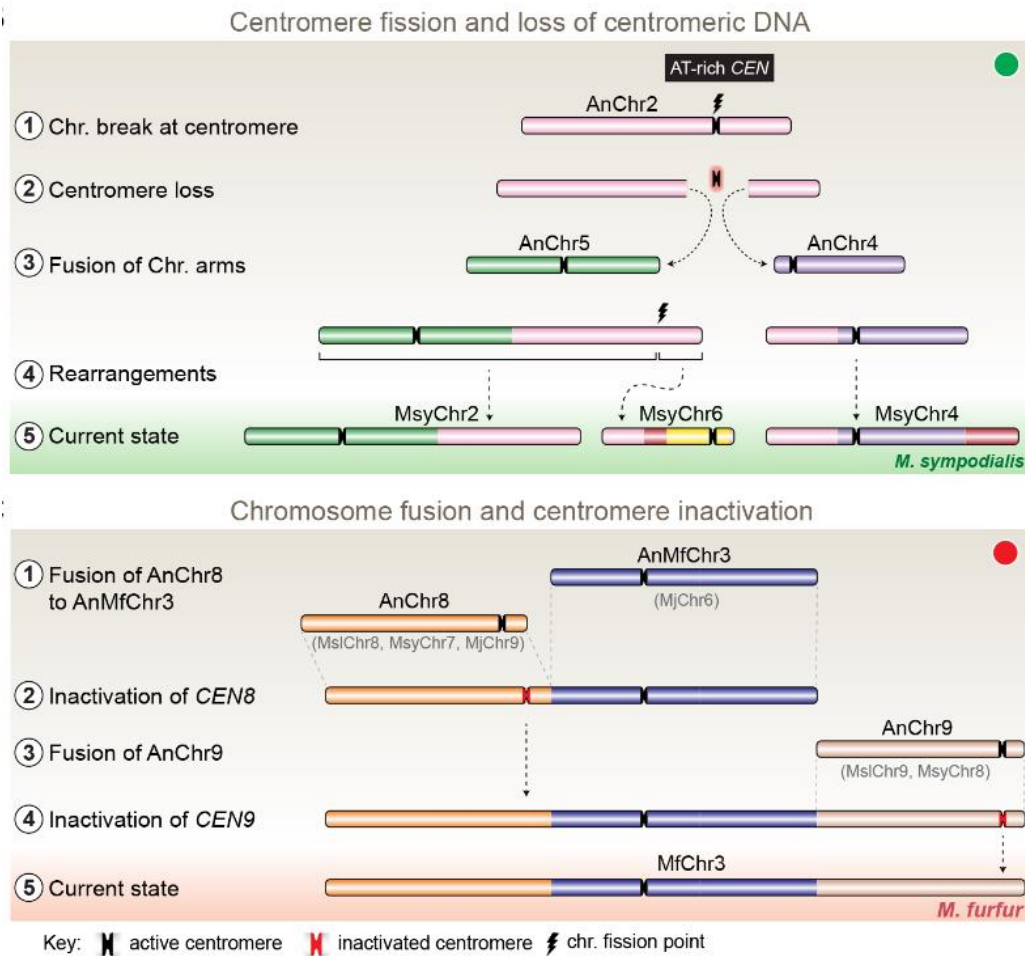 Centromere fission and loss of centromeric DNA
AT-rich CEN
AnChr2
1 Chr. break at centromere
2 Centromere loss
AnChr5
AnChr4
3 Fusion of Chr. arms
4 Rearrangements
MsyChr2
MsyChr6
MsyChr4
5 Current state
M. sympodialis
Chromosome fusion and centromere inactivation
1 Fusion of AnChr8
to AnMfChr3
AnMfChr3
(MjChr6)
AnChr8
(MslChr8, MsyChr7, MjChr9)
2 Inactivation of CEN8
AnChr9
3 Fusion of AnChr9
(MslChr9, MsyChr8)
4 Inactivation of CEN9
MfChr3
5 Current state
M. furfur
Key: active centromere inactivated centromere chr. fission point